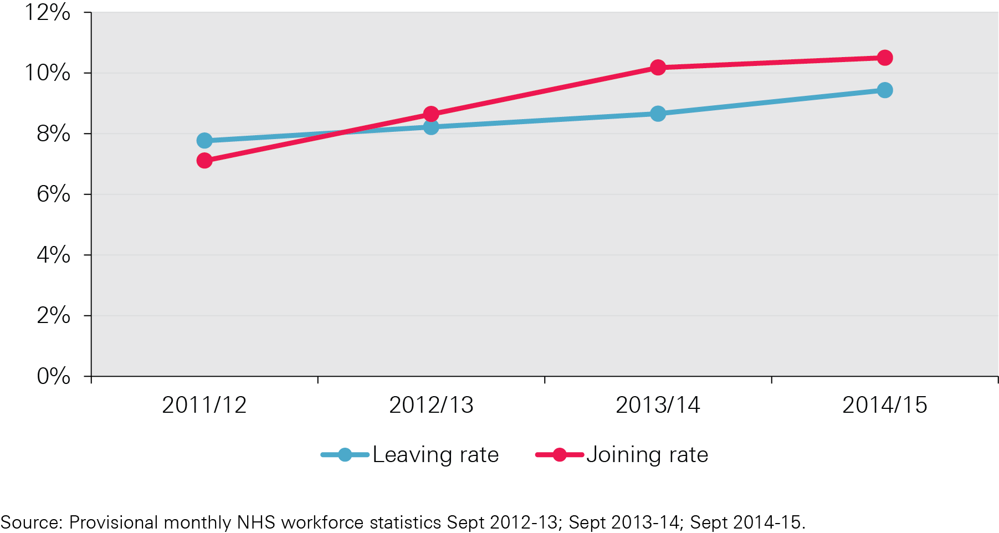 12%
10%
8%
6%
4%
2%
0%
2011/12 2012/13 2013/14 2014/15
Leaving rate Joining rate
Source: Provisional monthly NHS workforce statistics Sept 2012-13; Sept 2013-14; Sept 2014-15.